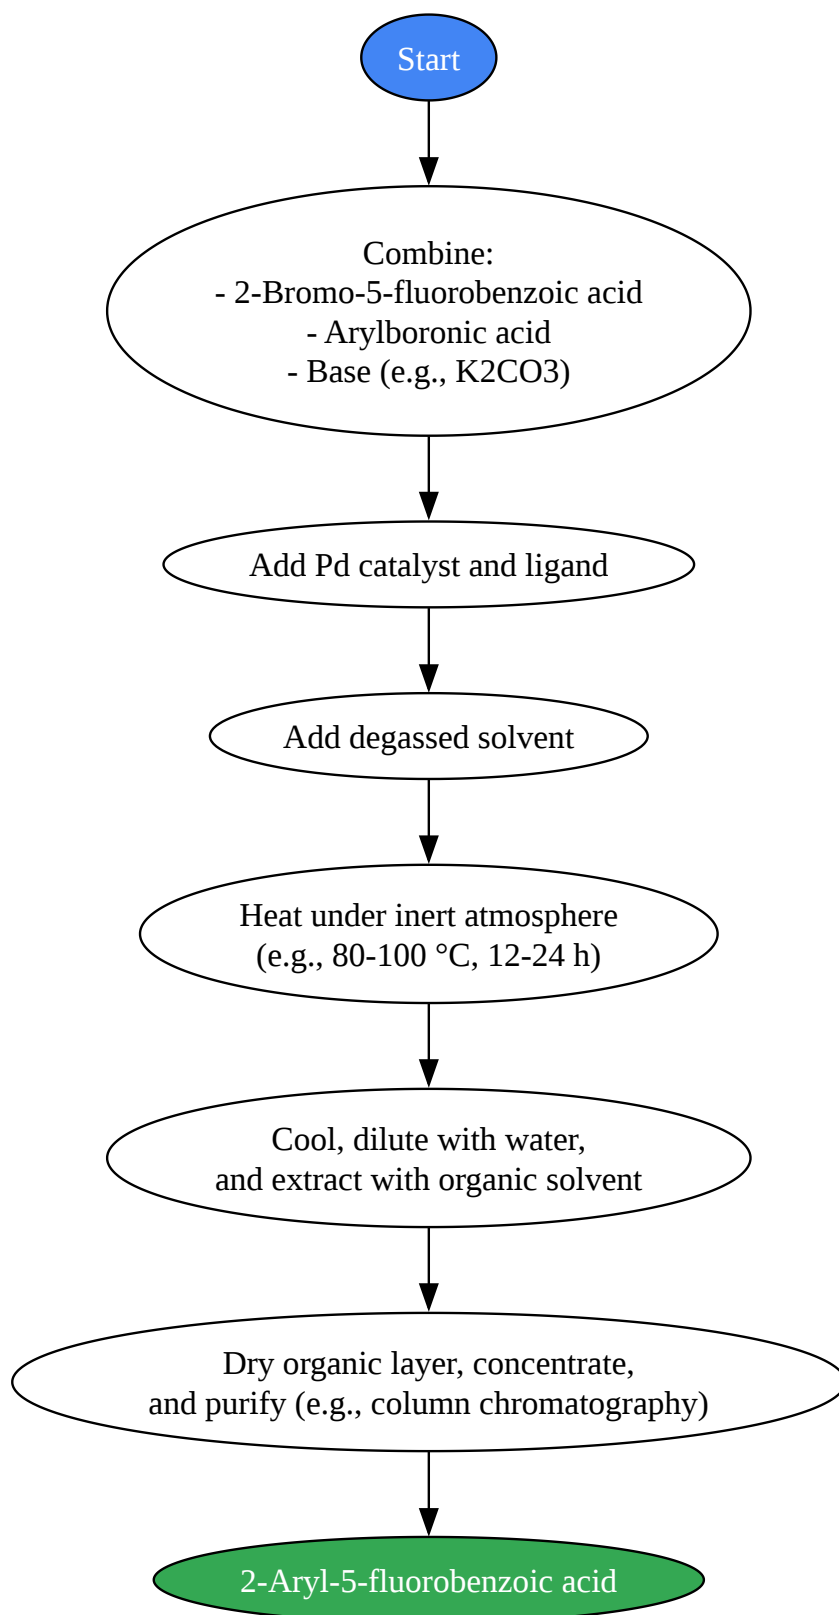 Start
Combine:
- 2-Bromo-5-fluorobenzoic acid
- Arylboronic acid
- Base (e.g., K2CO3)
Add Pd catalyst and ligand
Add degassed solvent
Heat under inert atmosphere
(e.g., 80-100 °C, 12-24 h)
Cool, dilute with water,
and extract with organic solvent
Dry organic layer, concentrate,
and purify (e.g., column chromatography)
2-Aryl-5-fluorobenzoic acid